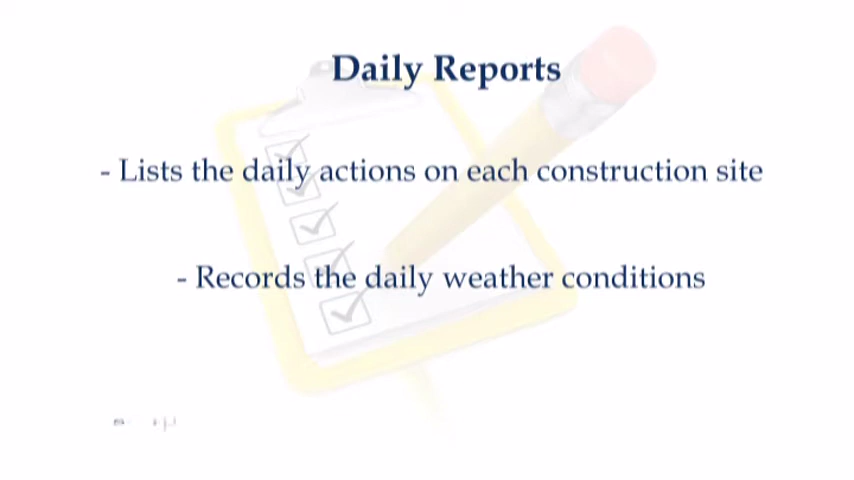 Daily Reports
- Lists the daily actions on each construction site
- Records the daily weather conditions